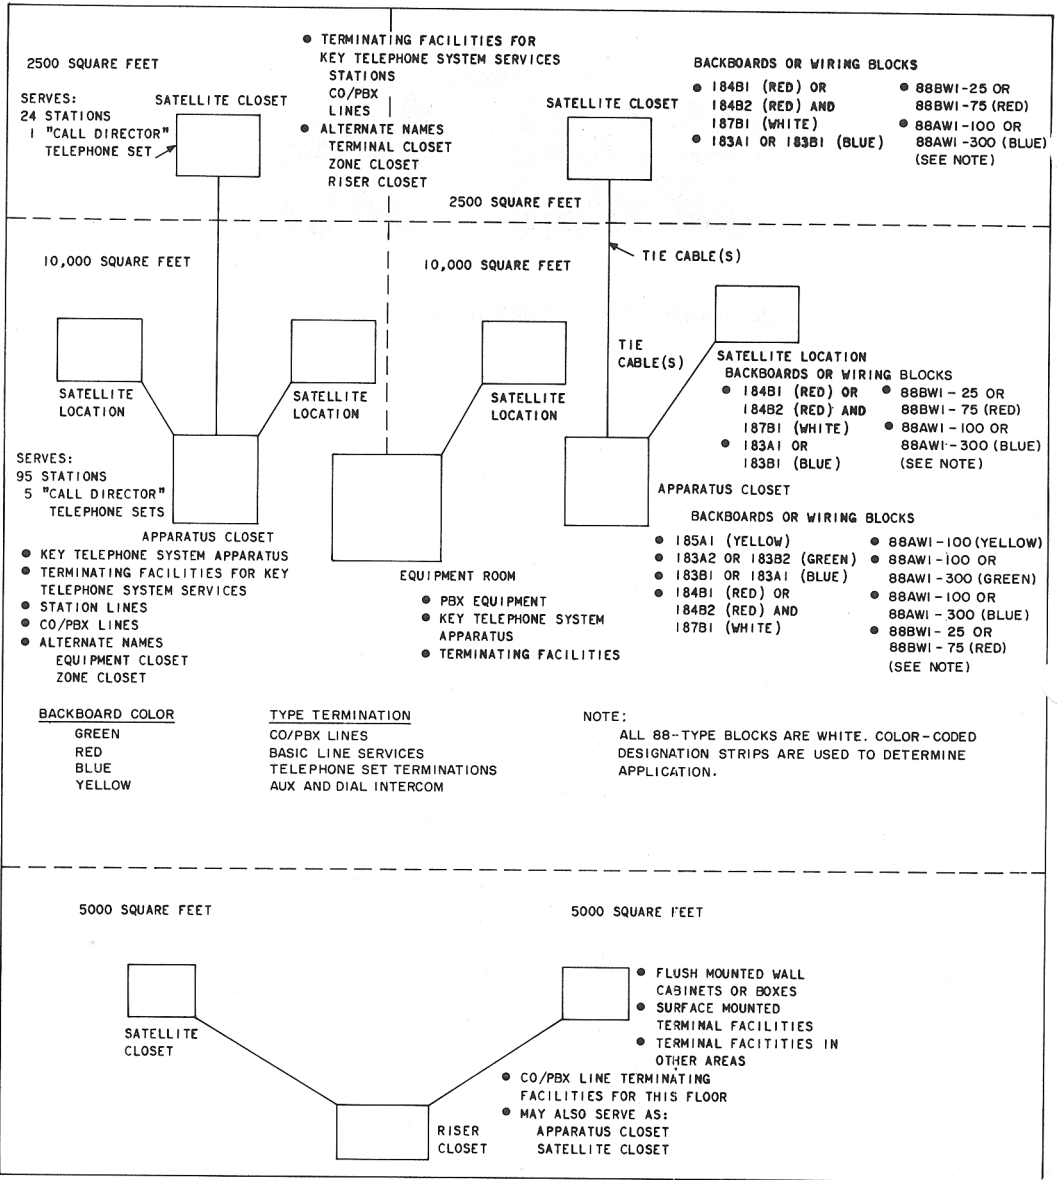 2500 SQUARE FEET
SERVES:
24 STATIONS
1 "CALL DIRECTOR"
TELEPHONE SET
SATELLITE CLOSET
● TERMINATING FACILITIES FOR
KEY TELEPHONE SYSTEM SERVICES
STATIONS
CO/PBX
LINES
● ALTERNATE NAMES
TERMINAL CLOSET
ZONE CLOSET
RISER CLOSET
2500 SQUARE FEET
SATELLITE CLOSET
BACKBOARDS OR WIRING BLOCKS
● 184B1 (RED) OR
184B2 (RED) AND
187B1 (WHITE)
● 183A1 OR 183B1 (BLUE)
● 88BW1-25 OR
88BW1-75 (RED)
● 88AW1-100 OR
88AW1-300 (BLUE)
(SEE NOTE)
10,000 SQUARE FEET
SATELLITE
LOCATION
SATELLITE
LOCATION
SERVES:
95 STATIONS
5 "CALL DIRECTOR"
TELEPHONE SETS
APPARATUS CLOSET
● KEY TELEPHONE SYSTEM APPARATUS
● TERMINATING FACILITIES FOR KEY
TELEPHONE SYSTEM SERVICES
● STATION LINES
● CO/PBX LINES
● ALTERNATE NAMES
EQUIPMENT CLOSET
ZONE CLOSET
10,000 SQUARE FEET
SATELLITE
LOCATION
EQUIPMENT ROOM
● PBX EQUIPMENT
● KEY TELEPHONE SYSTEM
APPARATUS
● TERMINATING FACILITIES
TIE CABLE(S)
TIE
CABLE(S)
SATELLITE LOCATION
BACKBOARDS OR WIRING BLOCKS
● 184B1 (RED) OR
184B2 (RED) AND
187B1 (WHITE)
● 183A1 OR
183B1 (BLUE)
● 88BW1-25 OR
88BW1-75 (RED)
● 88AW1-100 OR
88AW1-300 (BLUE)
(SEE NOTE)
APPARATUS CLOSET
BACKBOARDS OR WIRING BLOCKS
● 185A1 (YELLOW)
● 183A2 OR 183B2 (GREEN)
● 183B1 OR 183A1 (BLUE)
● 184B1 (RED) OR
184B2 (RED) AND
187B1 (WHITE)
● 88AW1-100 (YELLOW)
● 88AW1-100 OR
88AW1-300 (GREEN)
● 88AW1-100 OR
88AW1-300 (BLUE)
● 88BW1-25 OR
88BW1-75 (RED)
(SEE NOTE)
BACKBOARD COLOR TYPE TERMINATION
GREEN CO/PBX LINES
RED BASIC LINE SERVICES
BLUE TELEPHONE SET TERMINATIONS
YELLOW AUX AND DIAL INTERCOM
NOTE:
ALL 88-TYPE BLOCKS ARE WHITE. COLOR-CODED
DESIGNATION STRIPS ARE USED TO DETERMINE
APPLICATION.
5000 SQUARE FEET
5000 SQUARE FEET
SATELLITE
CLOSET
● FLUSH MOUNTED WALL
CABINETS OR BOXES
● SURFACE MOUNTED
TERMINAL FACILITIES
● TERMINAL FACITITIES IN
OTHER AREAS
RISER
CLOSET
● CO/PBX LINE TERMINATING
FACILITIES FOR THIS FLOOR
● MAY ALSO SERVE AS:
APPARATUS CLOSET
SATELLITE CLOSET